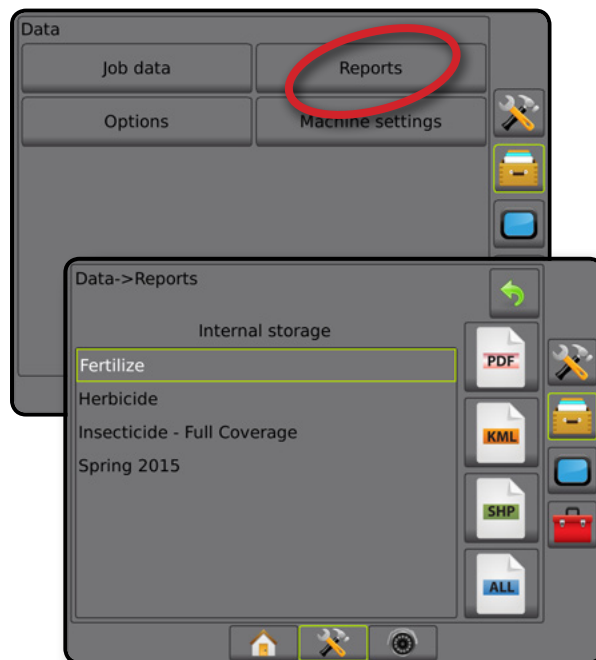 Data
Job data
Reports
Options
Machine settings
Data->Reports
Internal storage
Fertilize
Herbicide
Insecticide - Full Coverage
Spring 2015
PDF
KML
SHP
ALL